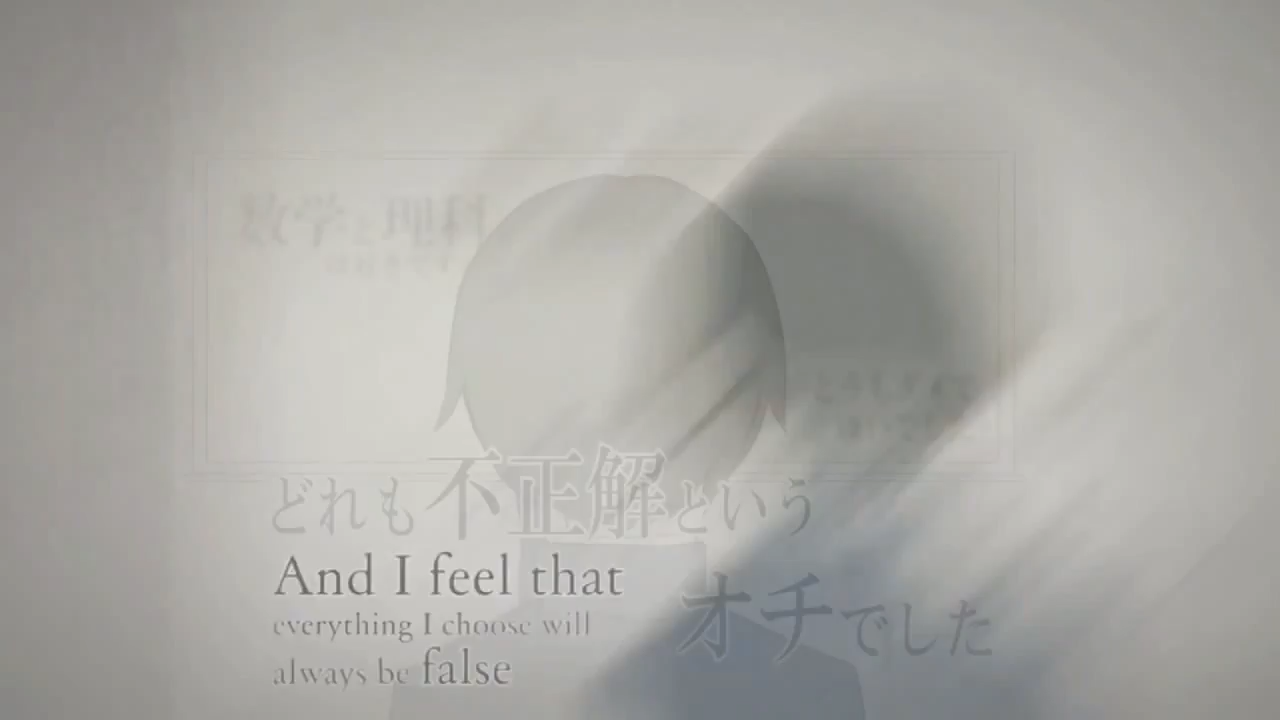 数学と理科
どれも不正解という
オチでした
And I feel that
everything I choose will
always be false